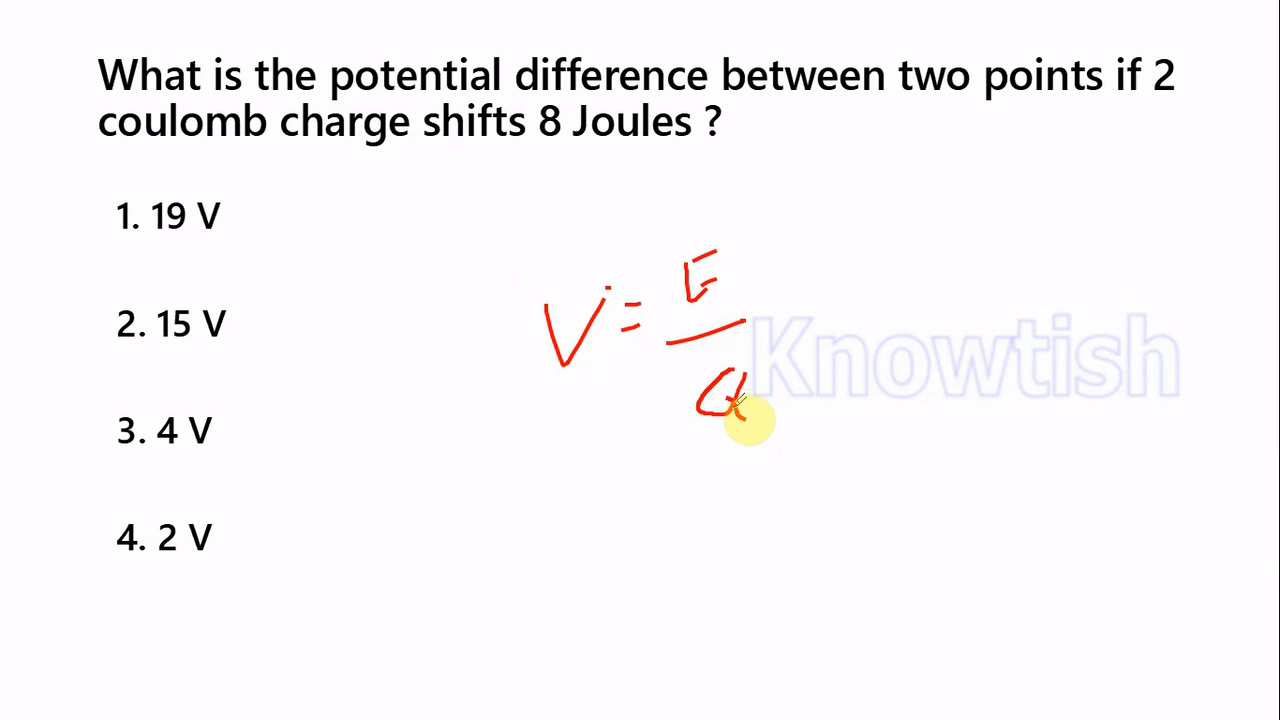 What is the potential difference between two points if 2
coulomb charge shifts 8 Joules ?
1. 19 V
2. 15 V
3. 4 V
4. 2 V
V = E
Q
Knowtish